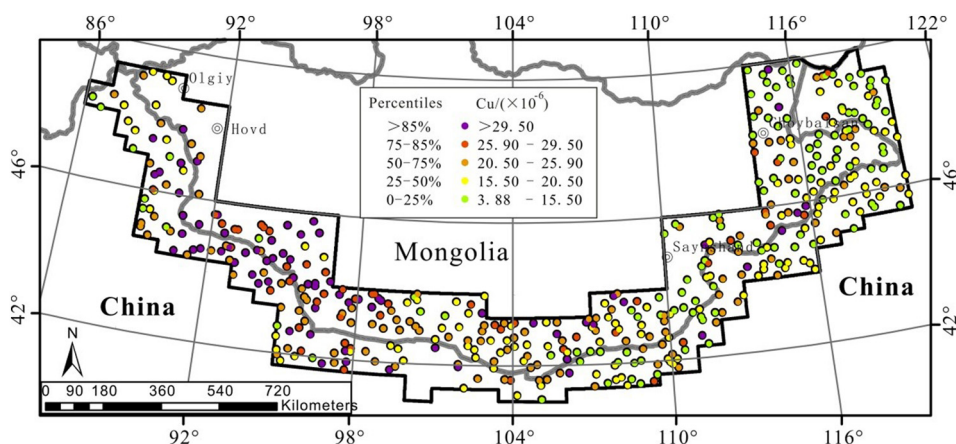 86° 92° 98° 104° 110° 116° 122°
Olgiy
Hovd
Percentiles Cu/(×10⁻⁶)
>85% >29.50
75-85% 25.90 - 29.50
50-75% 20.50 - 25.90
25-50% 15.50 - 20.50
0-25% 3.88 - 15.50
46° 46°
Mongolia
China China
42° 42°
N
0 90 180 360 540 720
Kilometers
92° 98° 104° 110° 116°